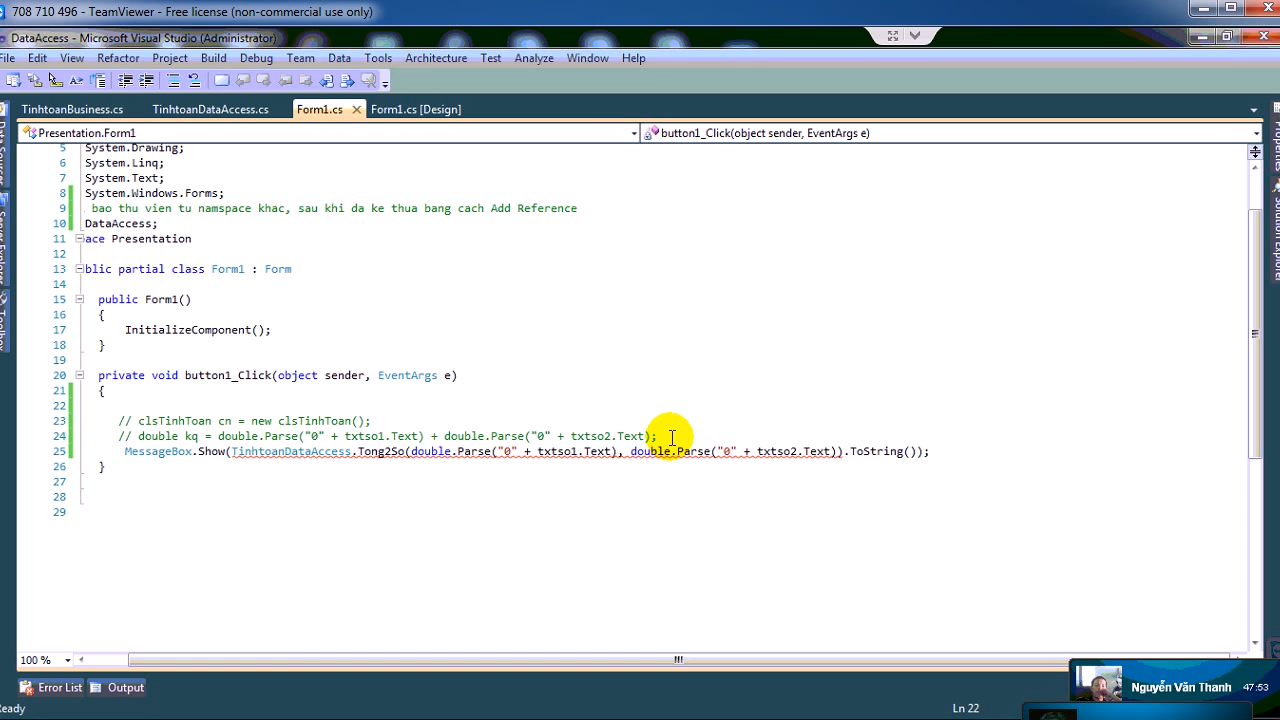 708 710 496 - TeamViewer - Free license (non-commercial use only)
DataAccess - Microsoft Visual Studio (Administrator)
File Edit View Refactor Project Build Debug Team Data Tools Architecture Test Analyze Window Help
TinhtoanBusiness.cs TinhtoanDataAccess.cs Form1.cs Form1.cs [Design]
Presentation.Form1 button1_Click(object sender, EventArgs e)
5 System.Drawing;
6 System.Linq;
7 System.Text;
8 System.Windows.Forms;
9 bao thu vien tu namspace khac, sau khi da ke thua bang cach Add Reference
10 DataAccess;
11 ace Presentation
12
13 blic partial class Form1 : Form
14
15 public Form1()
16 {
17 InitializeComponent();
18 }
19
20 private void button1_Click(object sender, EventArgs e)
21 {
22
23 // clsTinhToan cn = new clsTinhToan();
24 // double kq = double.Parse("0" + txtso1.Text) + double.Parse("0" + txtso2.Text);
25 MessageBox.Show(TinhtoanDataAccess.Tong2So(double.Parse("0" + txtso1.Text), double.Parse("0" + txtso2.Text)).ToString());
26 }
27
28
29
Data Sources
Server Explorer
Toolbox
Properties
Solution Explorer
100 %
Error List Output
Nguyễn Văn Thanh 47:53
Ready Ln 22